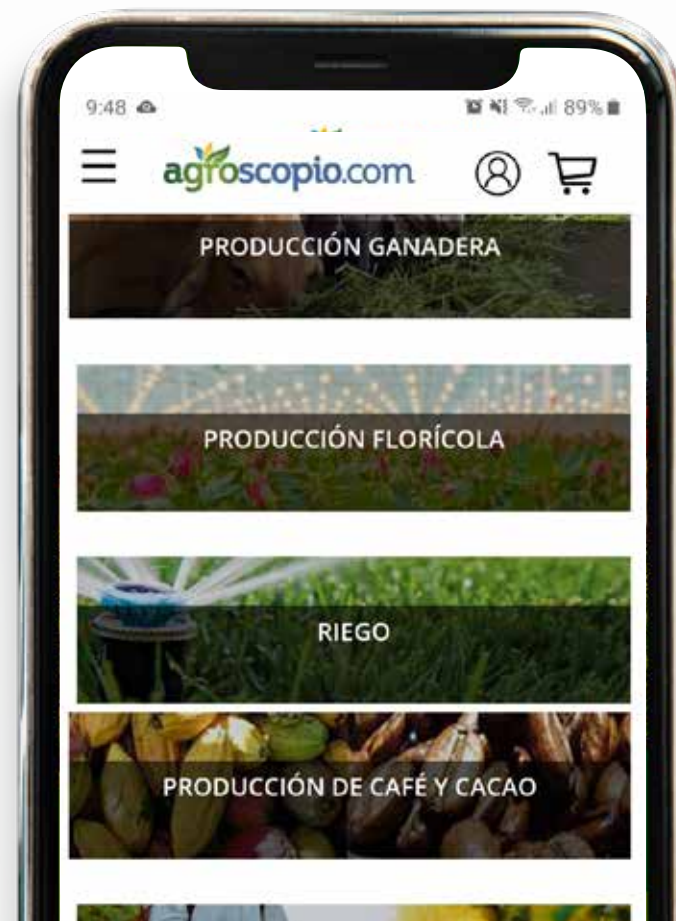 9:48
89%
agroscopio.com
PRODUCCIÓN GANADERA
PRODUCCIÓN FLORÍCOLA
RIEGO
PRODUCCIÓN DE CAFÉ Y CACAO